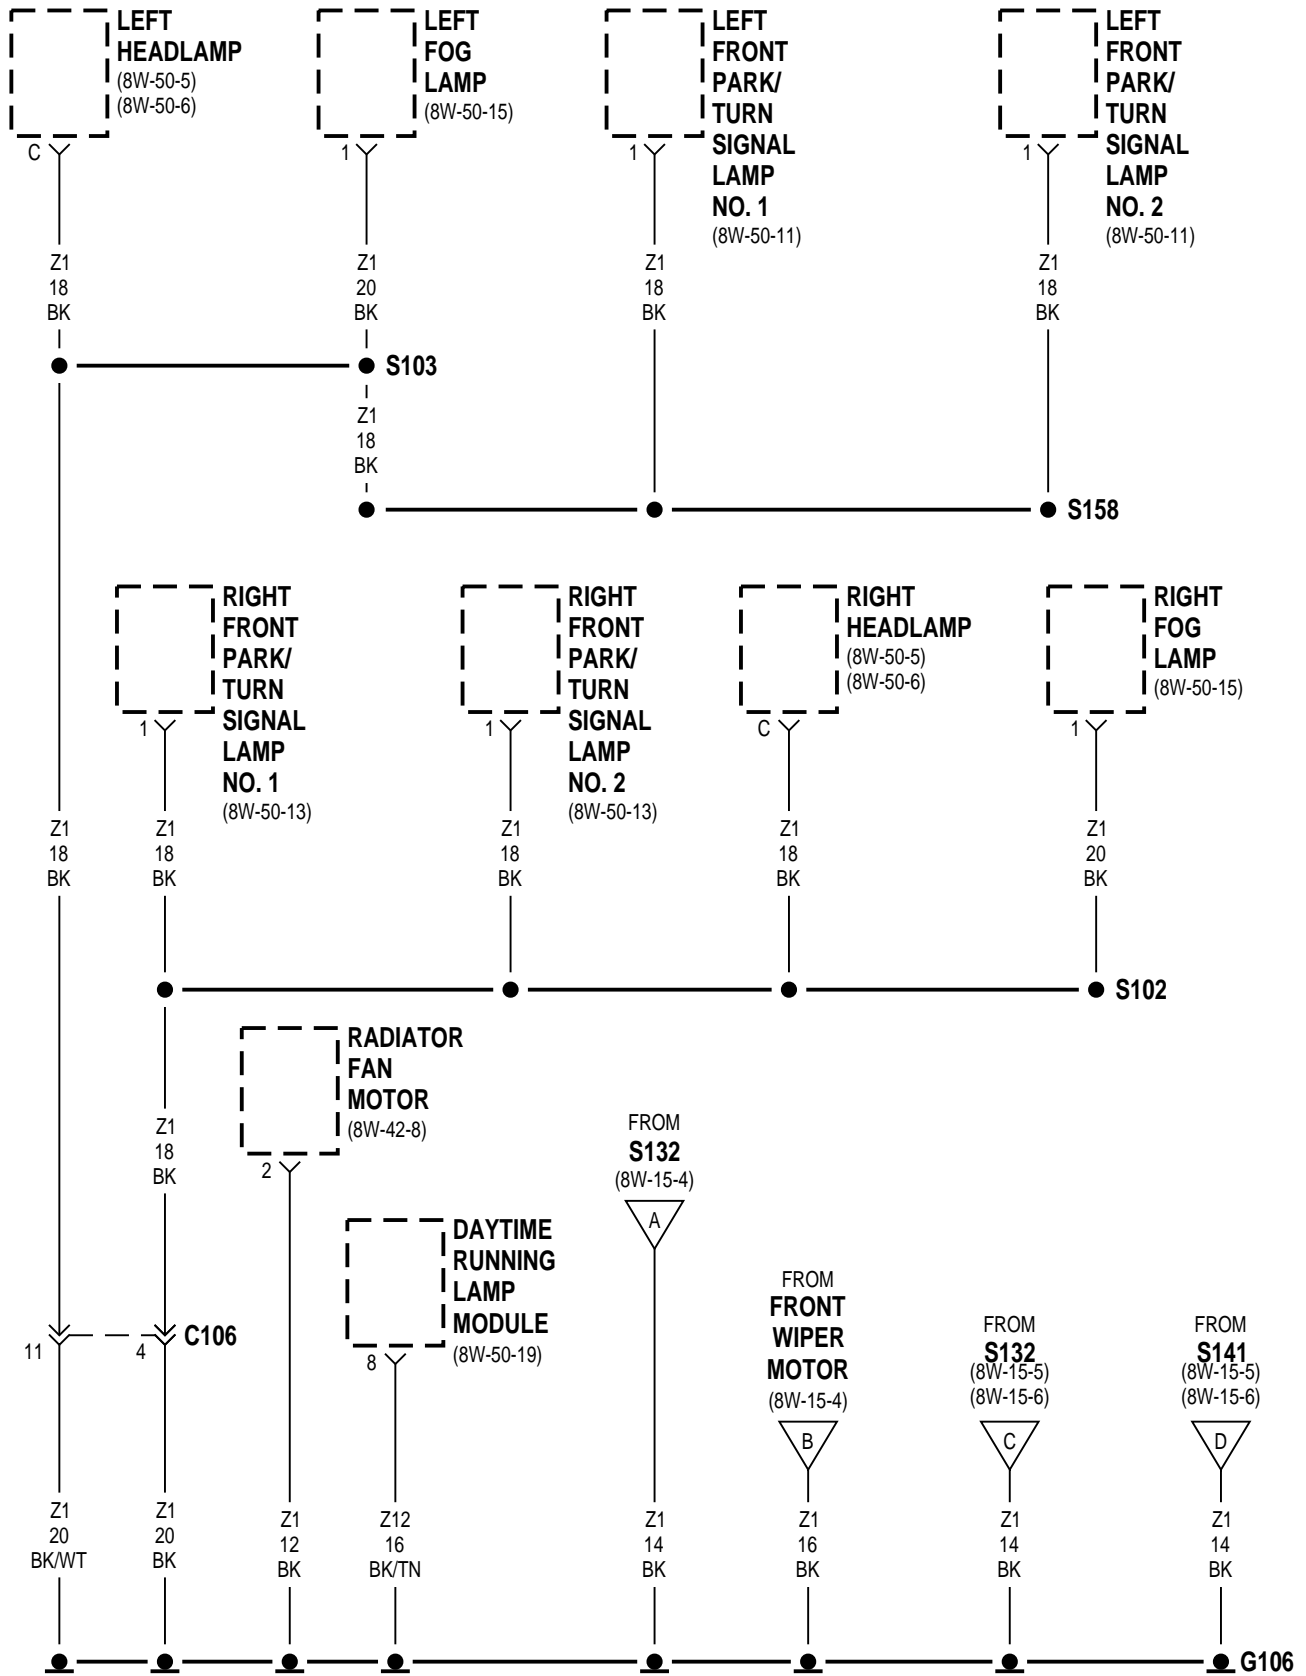 LEFT
HEADLAMP
(8W-50-5)
(8W-50-6)
C
LEFT
FOG
LAMP
(8W-50-15)
1
LEFT
FRONT
PARK/
TURN
SIGNAL
LAMP
NO. 1
(8W-50-11)
1
LEFT
FRONT
PARK/
TURN
SIGNAL
LAMP
NO. 2
(8W-50-11)
1
Z1
18
BK
Z1
20
BK
Z1
18
BK
Z1
18
BK
S103
Z1
18
BK
S158
RIGHT
FRONT
PARK/
TURN
SIGNAL
LAMP
NO. 1
(8W-50-13)
1
RIGHT
FRONT
PARK/
TURN
SIGNAL
LAMP
NO. 2
(8W-50-13)
1
RIGHT
HEADLAMP
(8W-50-5)
(8W-50-6)
C
RIGHT
FOG
LAMP
(8W-50-15)
1
Z1
18
BK
Z1
18
BK
Z1
18
BK
Z1
18
BK
Z1
20
BK
S102
RADIATOR
FAN
MOTOR
(8W-42-8)
2
Z1
18
BK
FROM
S132
(8W-15-4)
A
DAYTIME
RUNNING
LAMP
MODULE
(8W-50-19)
8
FROM
FRONT
WIPER
MOTOR
(8W-15-4)
B
FROM
S132
(8W-15-5)
(8W-15-6)
C
FROM
S141
(8W-15-5)
(8W-15-6)
D
11
4
C106
Z1
20
BK/WT
Z1
20
BK
Z1
12
BK
Z12
16
BK/TN
Z1
14
BK
Z1
16
BK
Z1
14
BK
Z1
14
BK
G106